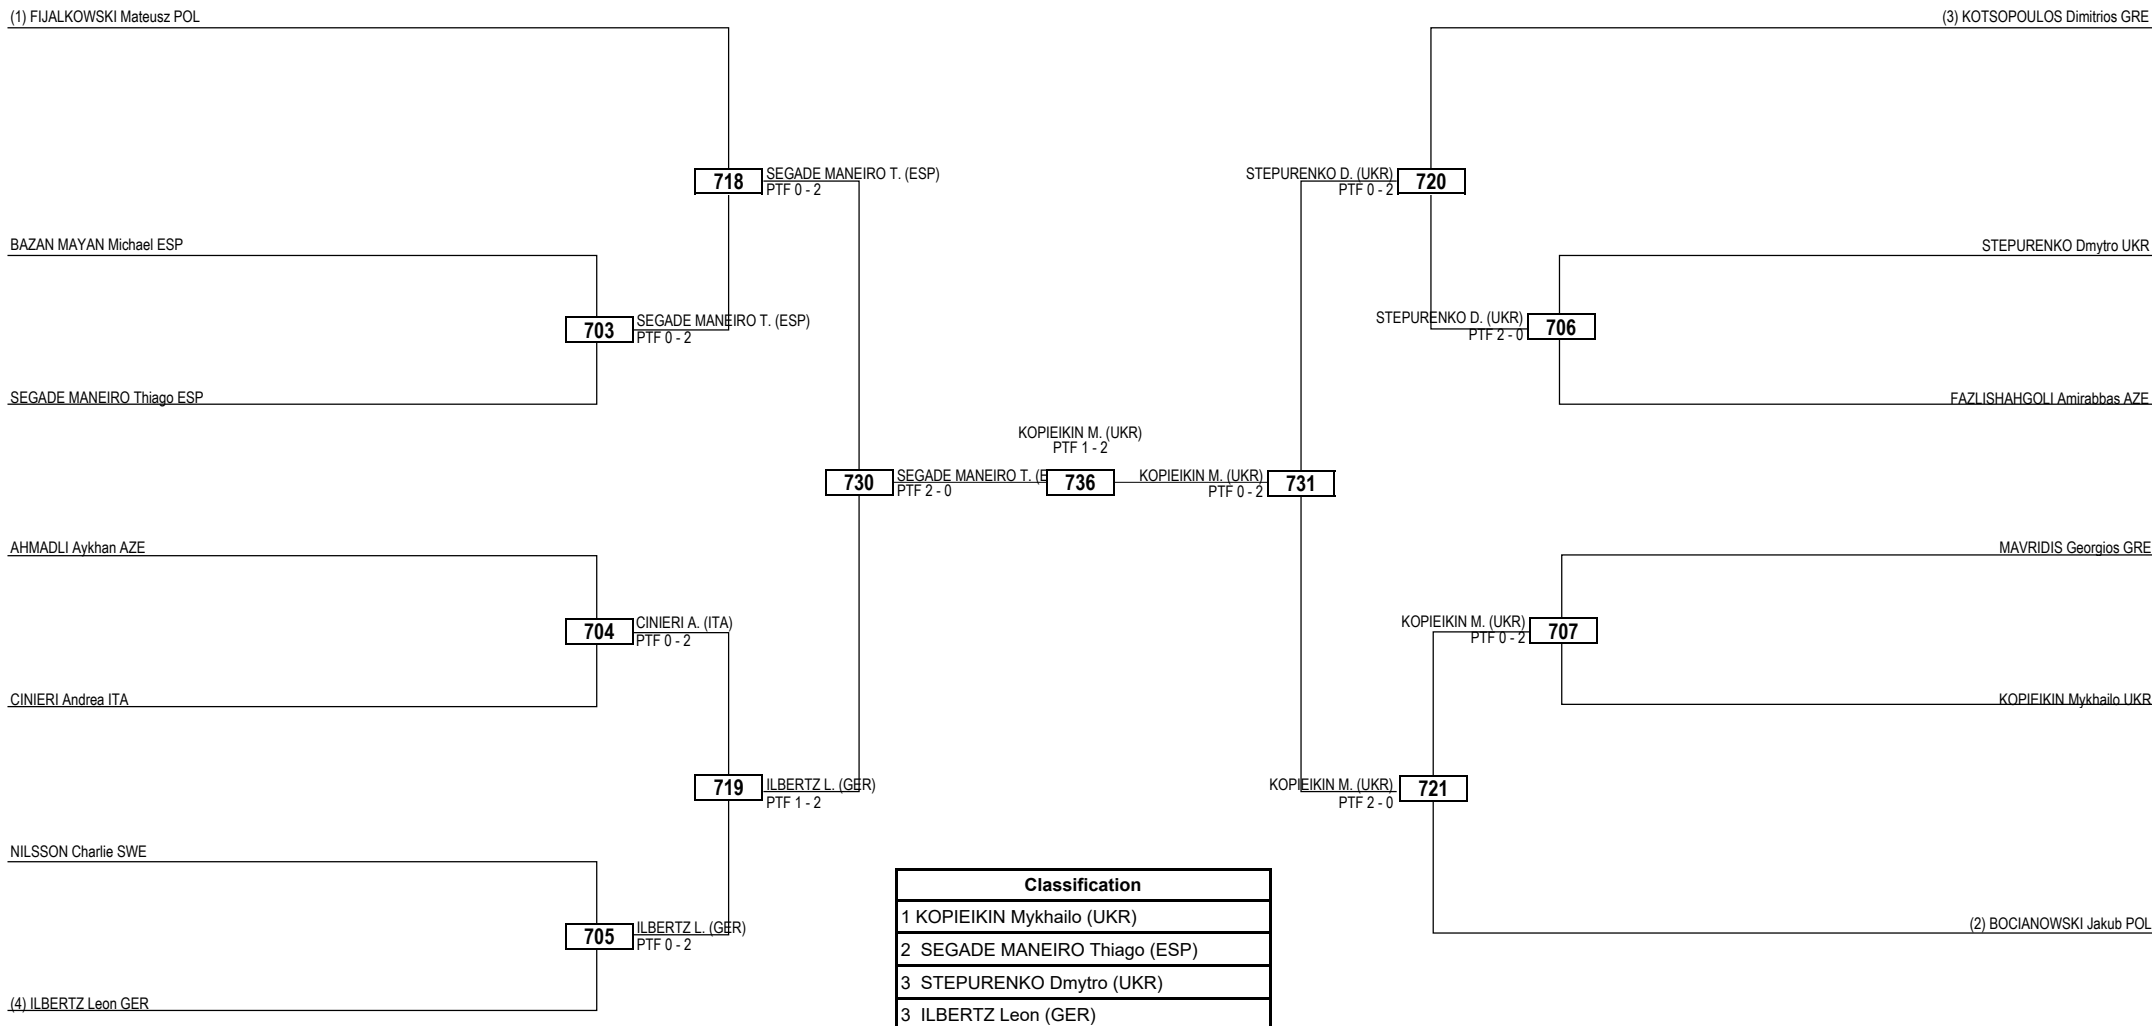 (1) FIJALKOWSKI Mateusz POL
(3) KOTSOPOULOS Dimitrios GRE
718
SEGADE MANEIRO T. (ESP)
PTF 0 - 2
STEPURENKO D. (UKR)
PTF 0 - 2
720
BAZAN MAYAN Michael ESP
STEPURENKO Dmytro UKR
703
SEGADE MANEIRO T. (ESP)
PTF 0 - 2
STEPURENKO D. (UKR)
PTF 2 - 0
706
SEGADE MANEIRO Thiago ESP
FAZLISHAHGOLI Amirabbas AZE
KOPIEIKIN M. (UKR)
PTF 1 - 2
730
SEGADE MANEIRO T. (E
PTF 2 - 0
736
KOPIEIKIN M. (UKR)
PTF 0 - 2
731
AHMADLI Aykhan AZE
MAVRIDIS Georgios GRE
704
CINIERI A. (ITA)
PTF 0 - 2
KOPIEIKIN M. (UKR)
PTF 0 - 2
707
CINIERI Andrea ITA
KOPIEIKIN Mykhailo UKR
719
ILBERTZ L. (GER)
PTF 1 - 2
KOPIEIKIN M. (UKR)
PTF 2 - 0
721
NILSSON Charlie SWE
705
ILBERTZ L. (GER)
PTF 0 - 2
(2) BOCIANOWSKI Jakub POL
(4) ILBERTZ Leon GER
Classification
1 KOPIEIKIN Mykhailo (UKR)
2 SEGADE MANEIRO Thiago (ESP)
3 STEPURENKO Dmytro (UKR)
3 ILBERTZ Leon (GER)